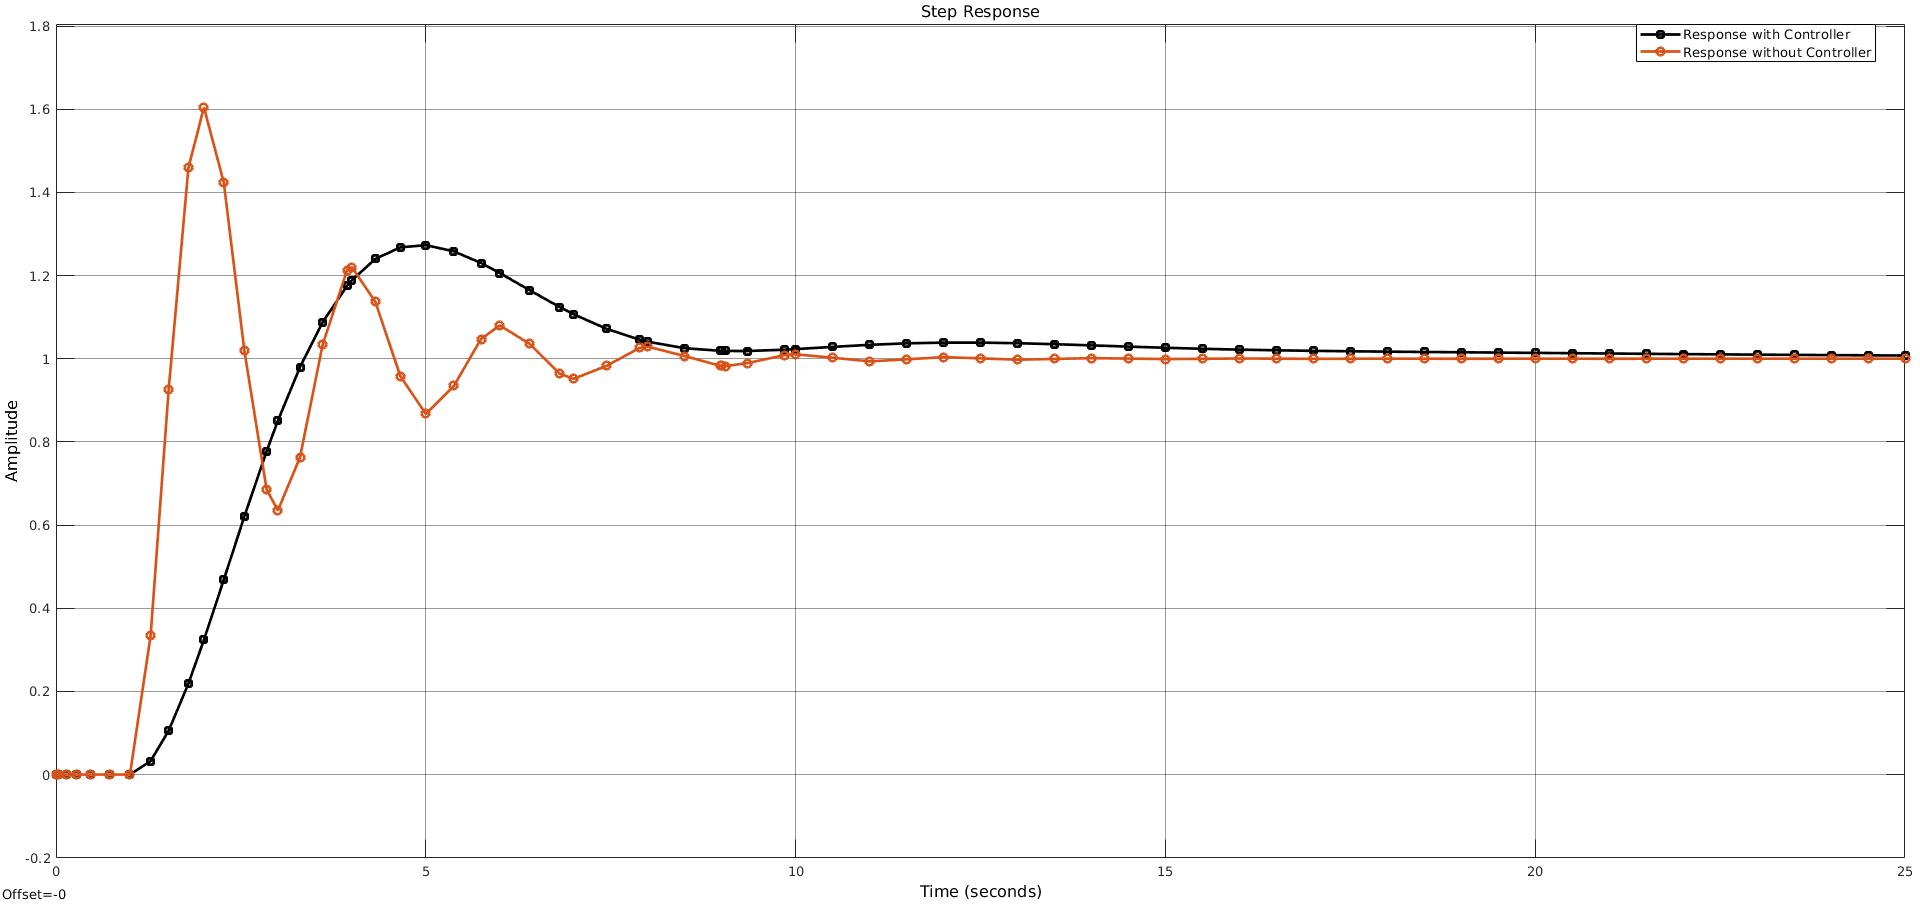 Step Response
Response with Controller
Response without Controller
1.8
1.6
1.4
1.2
1
0.8
0.6
0.4
0.2
0
-0.2
Amplitude
0 5 10 15 20 25
Time (seconds)
Offset=-0